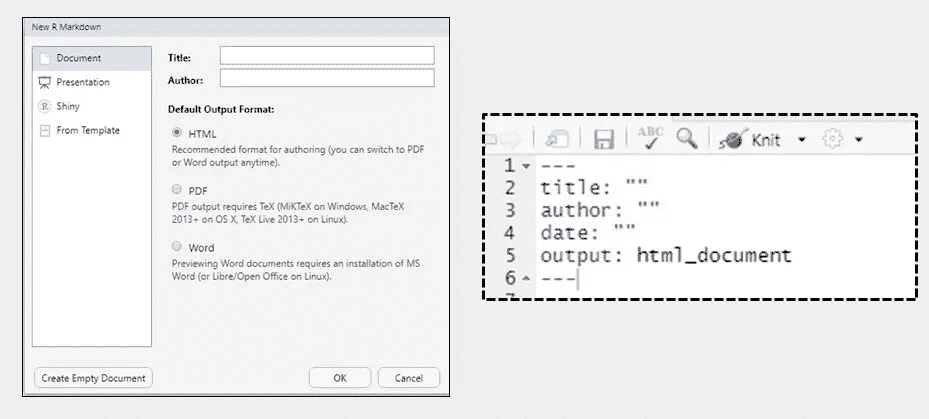 New R Markdown
Document
Presentation
R Shiny
From Template
Title:
Author:
Default Output Format:
HTML
Recommended format for authoring (you can switch to PDF
or Word output anytime).
PDF
PDF output requires TeX (MiKTeX on Windows, MacTeX
2013+ on OS X, TeX Live 2013+ on Linux).
Word
Previewing Word documents requires an installation of MS
Word (or Libre/Open Office on Linux).
Create Empty Document
OK
Cancel
ABC
Knit
1 ---
2 title: ""
3 author: ""
4 date: ""
5 output: html_document
6 ---